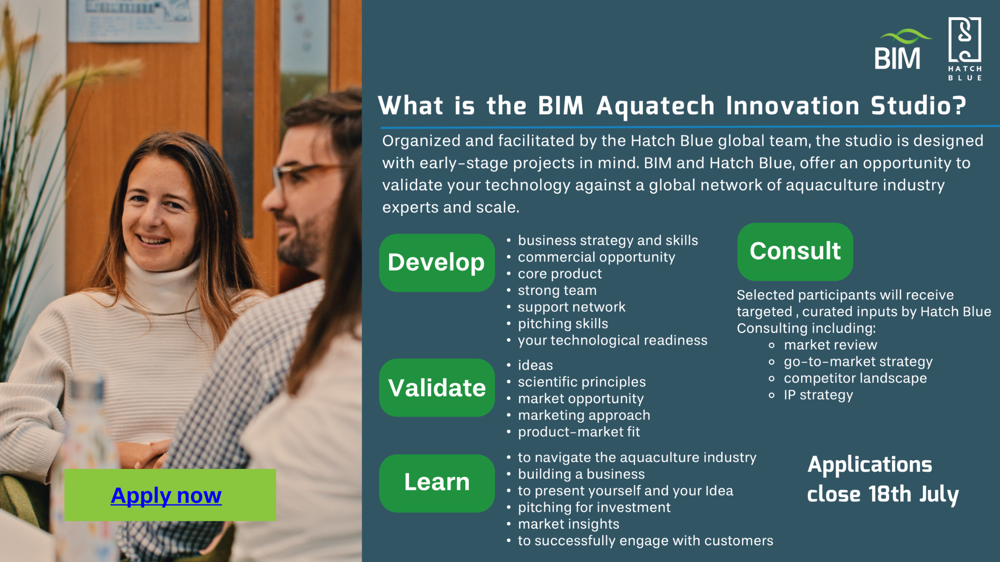 BIM
HATCH
BLUE
What is the BIM Aquatech Innovation Studio?
Organized and facilitated by the Hatch Blue global team, the studio is designed
with early-stage projects in mind. BIM and Hatch Blue, offer an opportunity to
validate your technology against a global network of aquaculture industry
experts and scale.
Develop
• business strategy and skills
• commercial opportunity
• core product
• strong team
• support network
• pitching skills
• your technological readiness
Validate
• ideas
• scientific principles
• market opportunity
• marketing approach
• product-market fit
Learn
• to navigate the aquaculture industry
• building a business
• to present yourself and your Idea
• pitching for investment
• market insights
• to successfully engage with customers
Consult
Selected participants will receive
targeted , curated inputs by Hatch Blue
Consulting including:
◦ market review
◦ go-to-market strategy
◦ competitor landscape
◦ IP strategy
Applications
close 18th July
Apply now